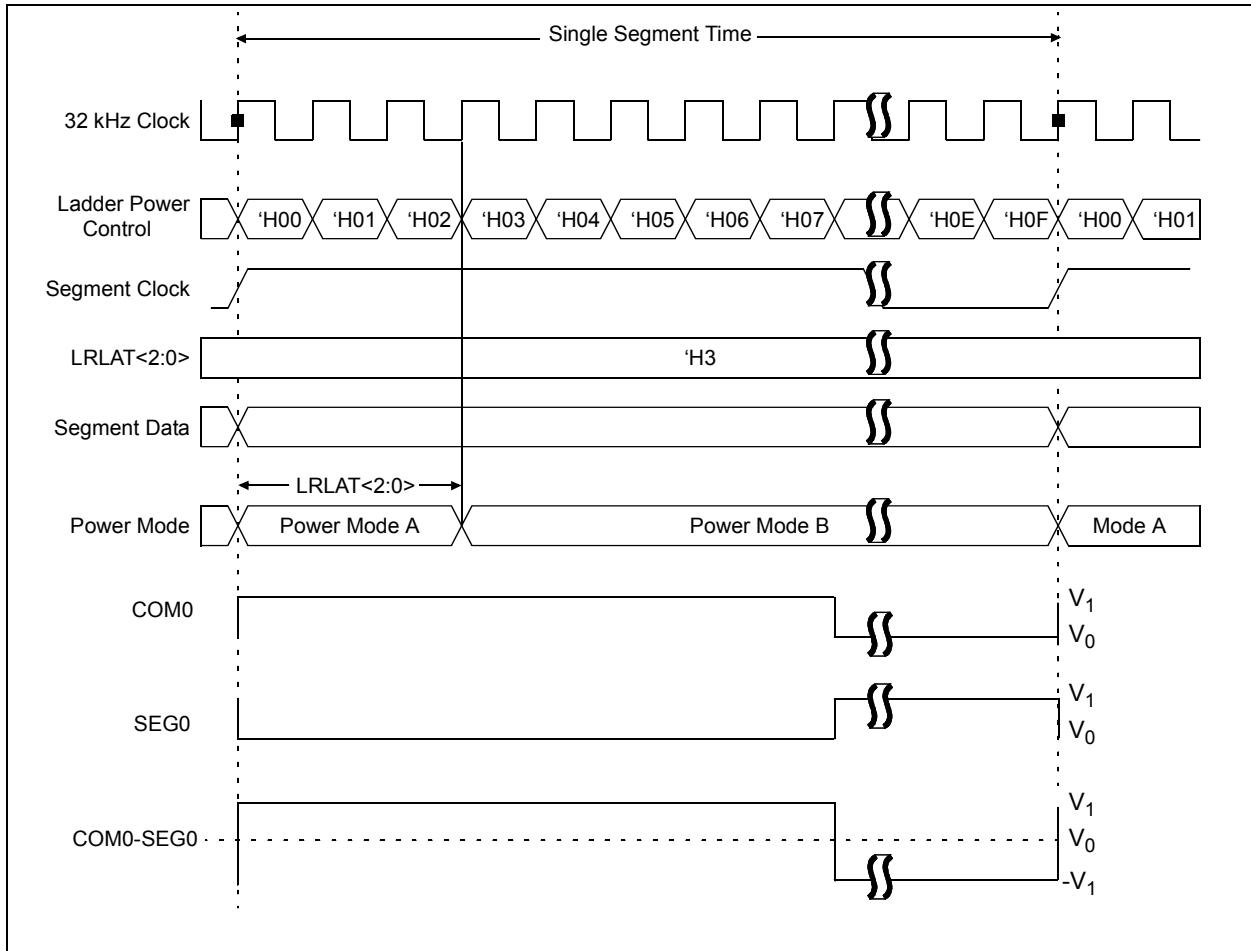 Single Segment Time
32 kHz Clock
Ladder Power
Control
‘H00 ‘H01 ‘H02 ‘H03 ‘H04 ‘H05 ‘H06 ‘H07 ‘H0E ‘H0F ‘H00 ‘H01
Segment Clock
LRLAT<2:0>
‘H3
Segment Data
LRLAT<2:0>
Power Mode
Power Mode A
Power Mode B
Mode A
COM0
V1
V0
SEG0
V1
V0
COM0-SEG0
V1
V0
-V1